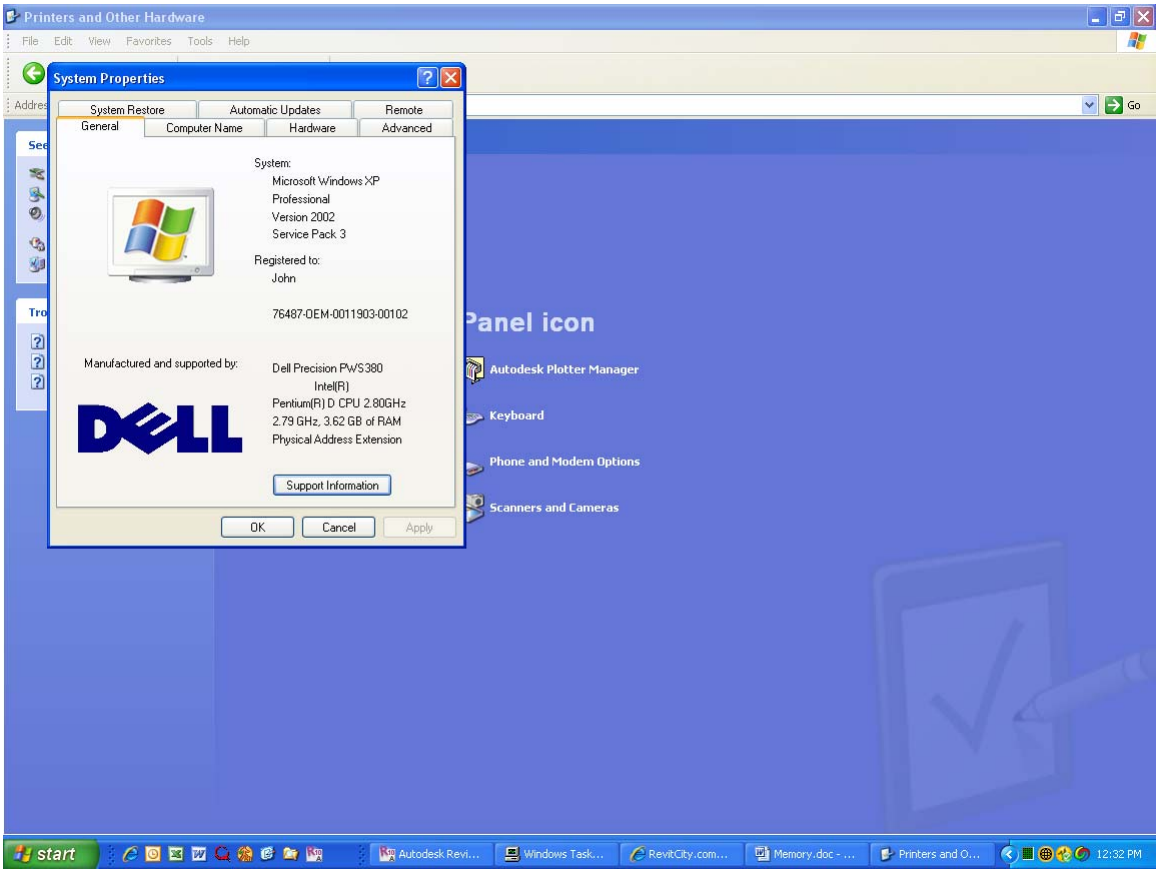 Printers and Other Hardware
File Edit View Favorites Tools Help
Addres
Go
System Properties
System Restore Automatic Updates Remote
General Computer Name Hardware Advanced
System:
Microsoft Windows XP
Professional
Version 2002
Service Pack 3
Registered to:
John
76487-OEM-0011903-00102
Manufactured and supported by:
DELL
Dell Precision PWS380
Intel(R)
Pentium(R) D CPU 2.80GHz
2.79 GHz, 3.62 GB of RAM
Physical Address Extension
Support Information
OK Cancel Apply
See
Tro
Panel icon
Autodesk Plotter Manager
Keyboard
Phone and Modem Options
Scanners and Cameras
start
Autodesk Revi... Windows Task... RevitCity.com... Memory.doc - ... Printers and O... 12:32 PM